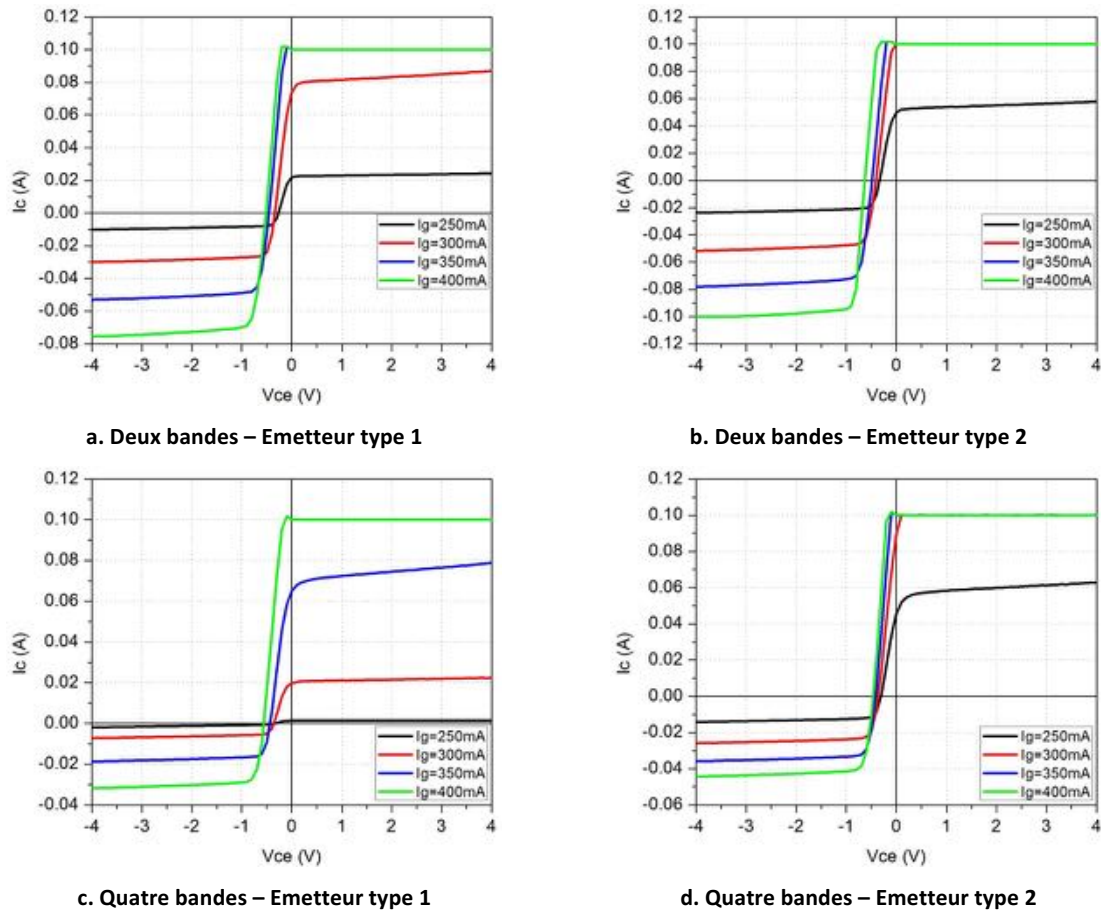 0.12
0.10
0.08
0.06
0.04
0.02
0.00
-0.02
-0.04
-0.06
-0.08
Ic (A)
-4 -3 -2 -1 0 1 2 3 4
Vce (V)
Ig=250mA
Ig=300mA
Ig=350mA
Ig=400mA
a. Deux bandes – Emetteur type 1
0.12
0.10
0.08
0.06
0.04
0.02
0.00
-0.02
-0.04
-0.06
-0.08
-0.10
-0.12
Ic (A)
-4 -3 -2 -1 0 1 2 3 4
Vce (V)
Ig=250mA
Ig=300mA
Ig=350mA
Ig=400mA
b. Deux bandes – Emetteur type 2
0.12
0.10
0.08
0.06
0.04
0.02
0.00
-0.02
-0.04
Ic (A)
-4 -3 -2 -1 0 1 2 3 4
Vce (V)
Ig=250mA
Ig=300mA
Ig=350mA
Ig=400mA
c. Quatre bandes – Emetteur type 1
0.12
0.10
0.08
0.06
0.04
0.02
0.00
-0.02
-0.04
-0.06
Ic (A)
-4 -3 -2 -1 0 1 2 3 4
Vce (V)
Ig=250mA
Ig=300mA
Ig=350mA
Ig=400mA
d. Quatre bandes – Emetteur type 2